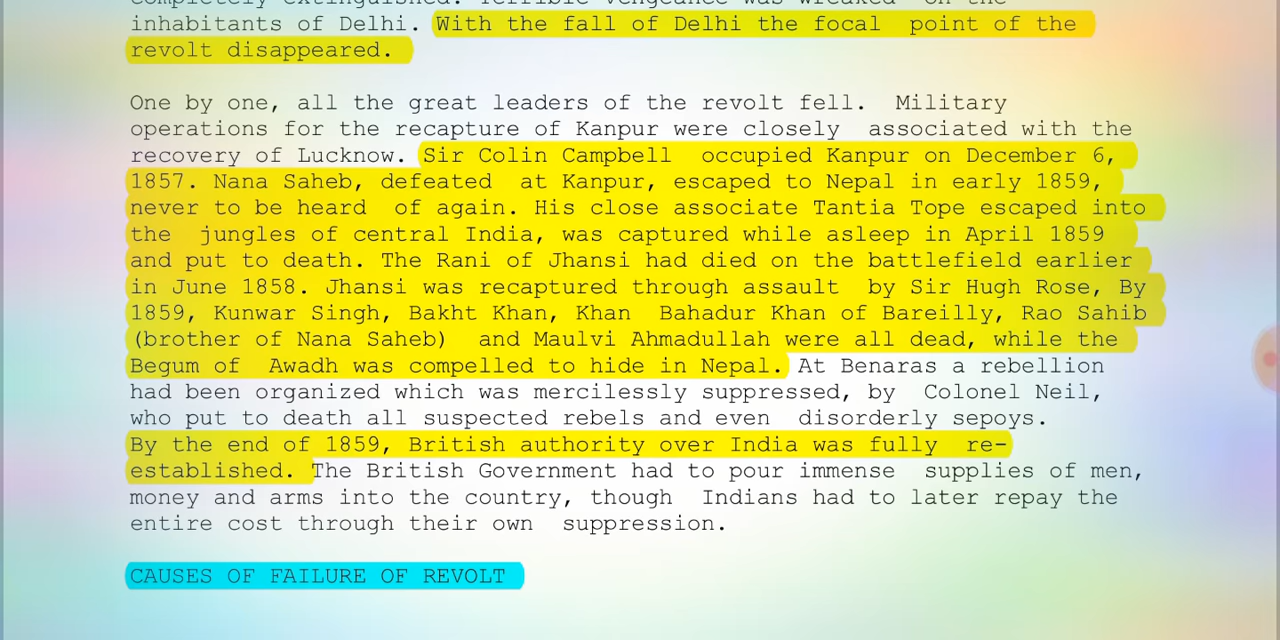 completely extinguished. Terrible vengeance was wreaked on the
inhabitants of Delhi. With the fall of Delhi the focal point of the
revolt disappeared.
One by one, all the great leaders of the revolt fell. Military
operations for the recapture of Kanpur were closely associated with the
recovery of Lucknow. Sir Colin Campbell occupied Kanpur on December 6,
1857. Nana Saheb, defeated at Kanpur, escaped to Nepal in early 1859,
never to be heard of again. His close associate Tantia Tope escaped into
the jungles of central India, was captured while asleep in April 1859
and put to death. The Rani of Jhansi had died on the battlefield earlier
in June 1858. Jhansi was recaptured through assault by Sir Hugh Rose, By
1859, Kunwar Singh, Bakht Khan, Khan Bahadur Khan of Bareilly, Rao Sahib
(brother of Nana Saheb) and Maulvi Ahmadullah were all dead, while the
Begum of Awadh was compelled to hide in Nepal. At Benaras a rebellion
had been organized which was mercilessly suppressed, by Colonel Neil,
who put to death all suspected rebels and even disorderly sepoys.
By the end of 1859, British authority over India was fully re-
established. The British Government had to pour immense supplies of men,
money and arms into the country, though Indians had to later repay the
entire cost through their own suppression.
CAUSES OF FAILURE OF REVOLT